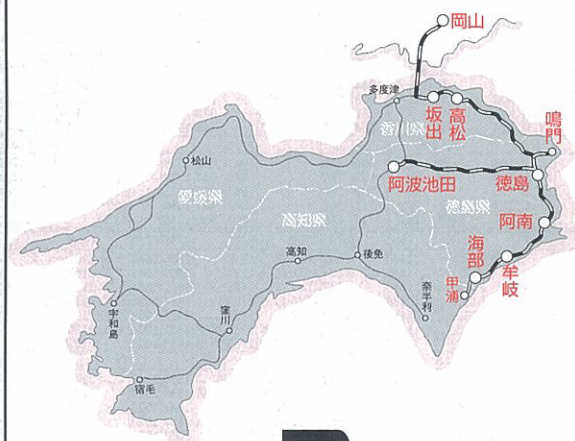 岡山
多度津
坂出
高松
鳴門
香川県
松山
阿波池田
徳島
愛媛県
高知県
徳島県
阿南
海部
牟岐
高知
後免
甲浦
奈半利
宇和島
窪川
宿毛